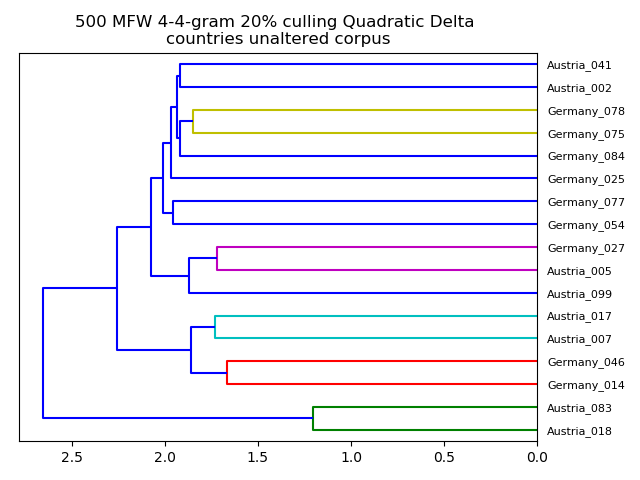 500 MFW 4-4-gram 20% culling Quadratic Delta
countries unaltered corpus
Austria_041
Austria_002
Germany_078
Germany_075
Germany_084
Germany_025
Germany_077
Germany_054
Germany_027
Austria_005
Austria_099
Austria_017
Austria_007
Germany_046
Germany_014
Austria_083
Austria_018
2.5 2.0 1.5 1.0 0.5 0.0